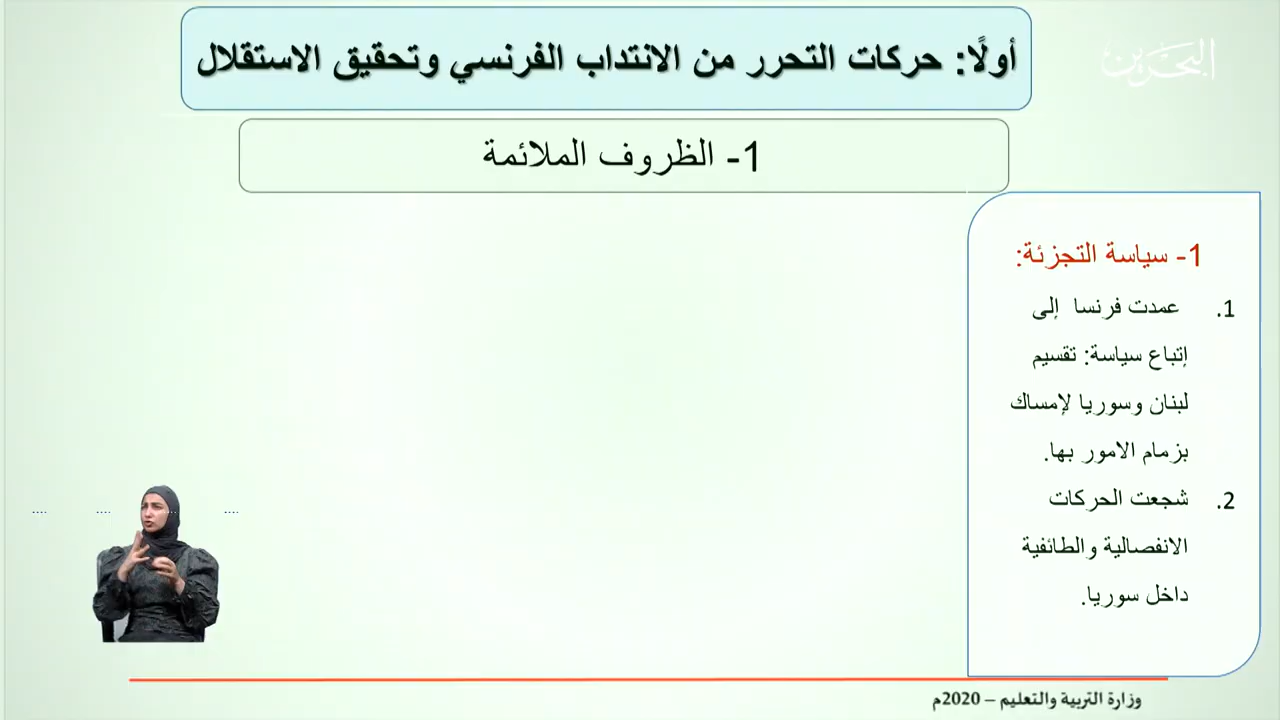 البحرين
أولًا: حركات التحرر من الانتداب الفرنسي وتحقيق الاستقلال
1- الظروف الملائمة
1- سياسة التجزئة:
1. عمدت فرنسا إلى
إتباع سياسة: تقسيم
لبنان وسوريا لإمساك
بزمام الامور بها.
2. شجعت الحركات
الانفصالية والطائفية
داخل سوريا.
وزارة التربية والتعليم – 2020م